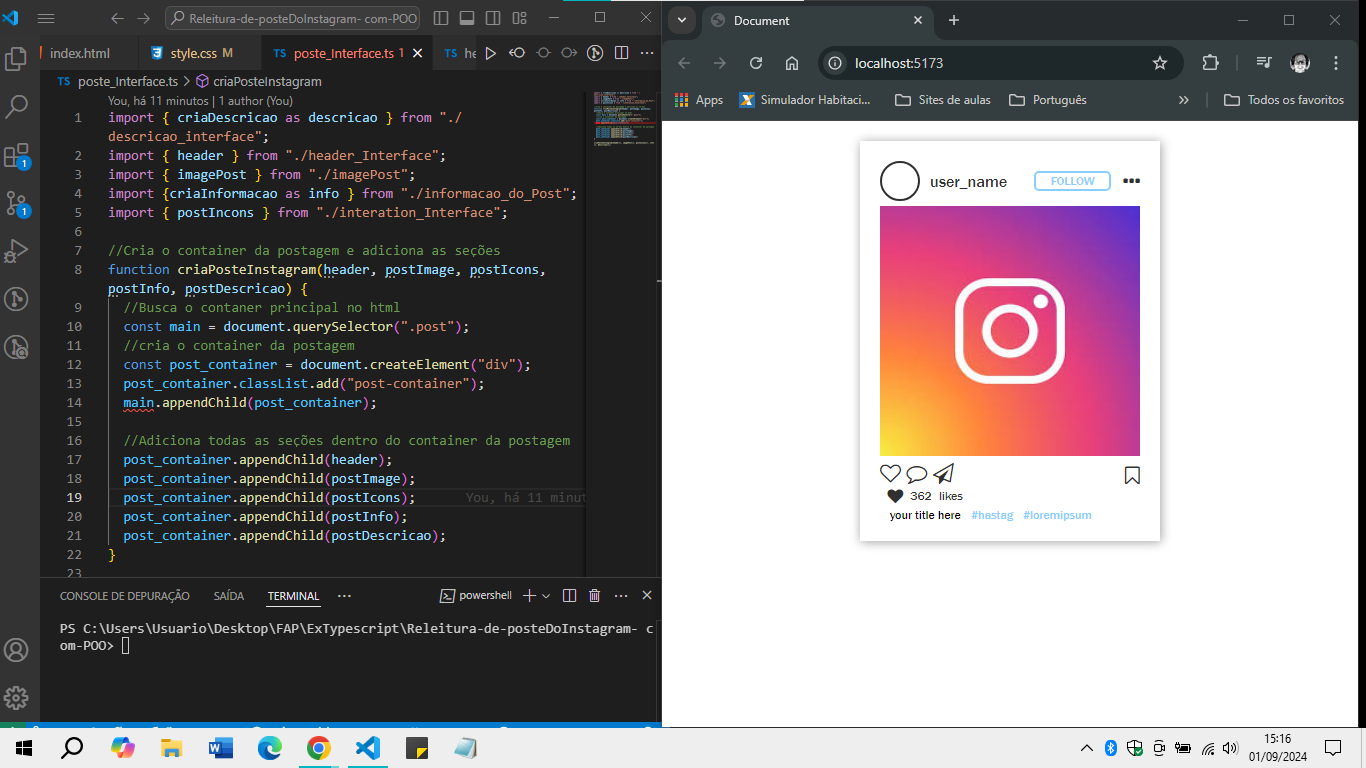 Releitura-de-posteDoInstagram- com-POO
index.html
style.css M
TS poste_Interface.ts 1
TS he
TS poste_Interface.ts > criaPosteInstagram
You, há 11 minutos | 1 author (You)
1 import { criaDescricao as descricao } from "./
descricao_interface";
2 import { header } from "./header_Interface";
3 import { imagePost } from "./imagePost";
4 import {criaInformacao as info } from "./informacao_do_Post";
5 import { postIncons } from "./interation_Interface";
6
7 //Cria o container da postagem e adiciona as seções
8 function criaPosteInstagram(header, postImage, postIcons,
postInfo, postDescricao) {
9 //Busca o contaner principal no html
10 const main = document.querySelector(".post");
11 //cria o container da postagem
12 const post_container = document.createElement("div");
13 post_container.classList.add("post-container");
14 main.appendChild(post_container);
15
16 //Adiciona todas as seções dentro do container da postagem
17 post_container.appendChild(header);
18 post_container.appendChild(postImage);
19 post_container.appendChild(postIcons); You, há 11 minut
20 post_container.appendChild(postInfo);
21 post_container.appendChild(postDescricao);
22 }
23
1
1
CONSOLE DE DEPURAÇÃO SAÍDA TERMINAL
powershell
PS C:\Users\Usuario\Desktop\FAP\ExTypescript\Releitura-de-posteDoInstagram- c
om-POO>
Document
localhost:5173
Apps
Simulador Habitaci...
Sites de aulas
Português
Todos os favoritos
user_name
FOLLOW
362 likes
your title here #hastag #loremipsum
15:16
01/09/2024